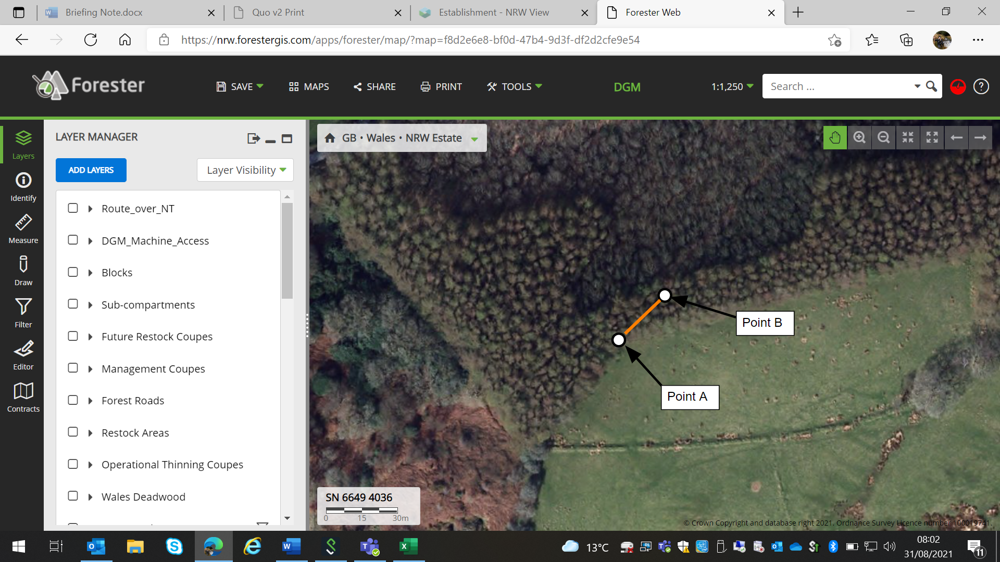 Briefing Note.docx
Quo v2 Print
Establishment - NRW View
Forester Web
https://nrw.forestergis.com/apps/forester/map/?map=f8d2e6e8-bf0d-47b4-9d3f-df2d2cfe9e54
Forester
SAVE
MAPS
SHARE
PRINT
TOOLS
DGM
1:1,250
Search ...
Layers
Identify
Measure
Draw
Filter
Editor
Contracts
LAYER MANAGER
ADD LAYERS
Layer Visibility
Route_over_NT
DGM_Machine_Access
Blocks
Sub-compartments
Future Restock Coupes
Management Coupes
Forest Roads
Restock Areas
Operational Thinning Coupes
Wales Deadwood
GB • Wales • NRW Estate
Point B
Point A
SN 6649 4036
0 15 30m
© Crown Copyright and database right 2021. Ordnance Survey Licence number 100019741.
13°C
08:02
31/08/2021
11